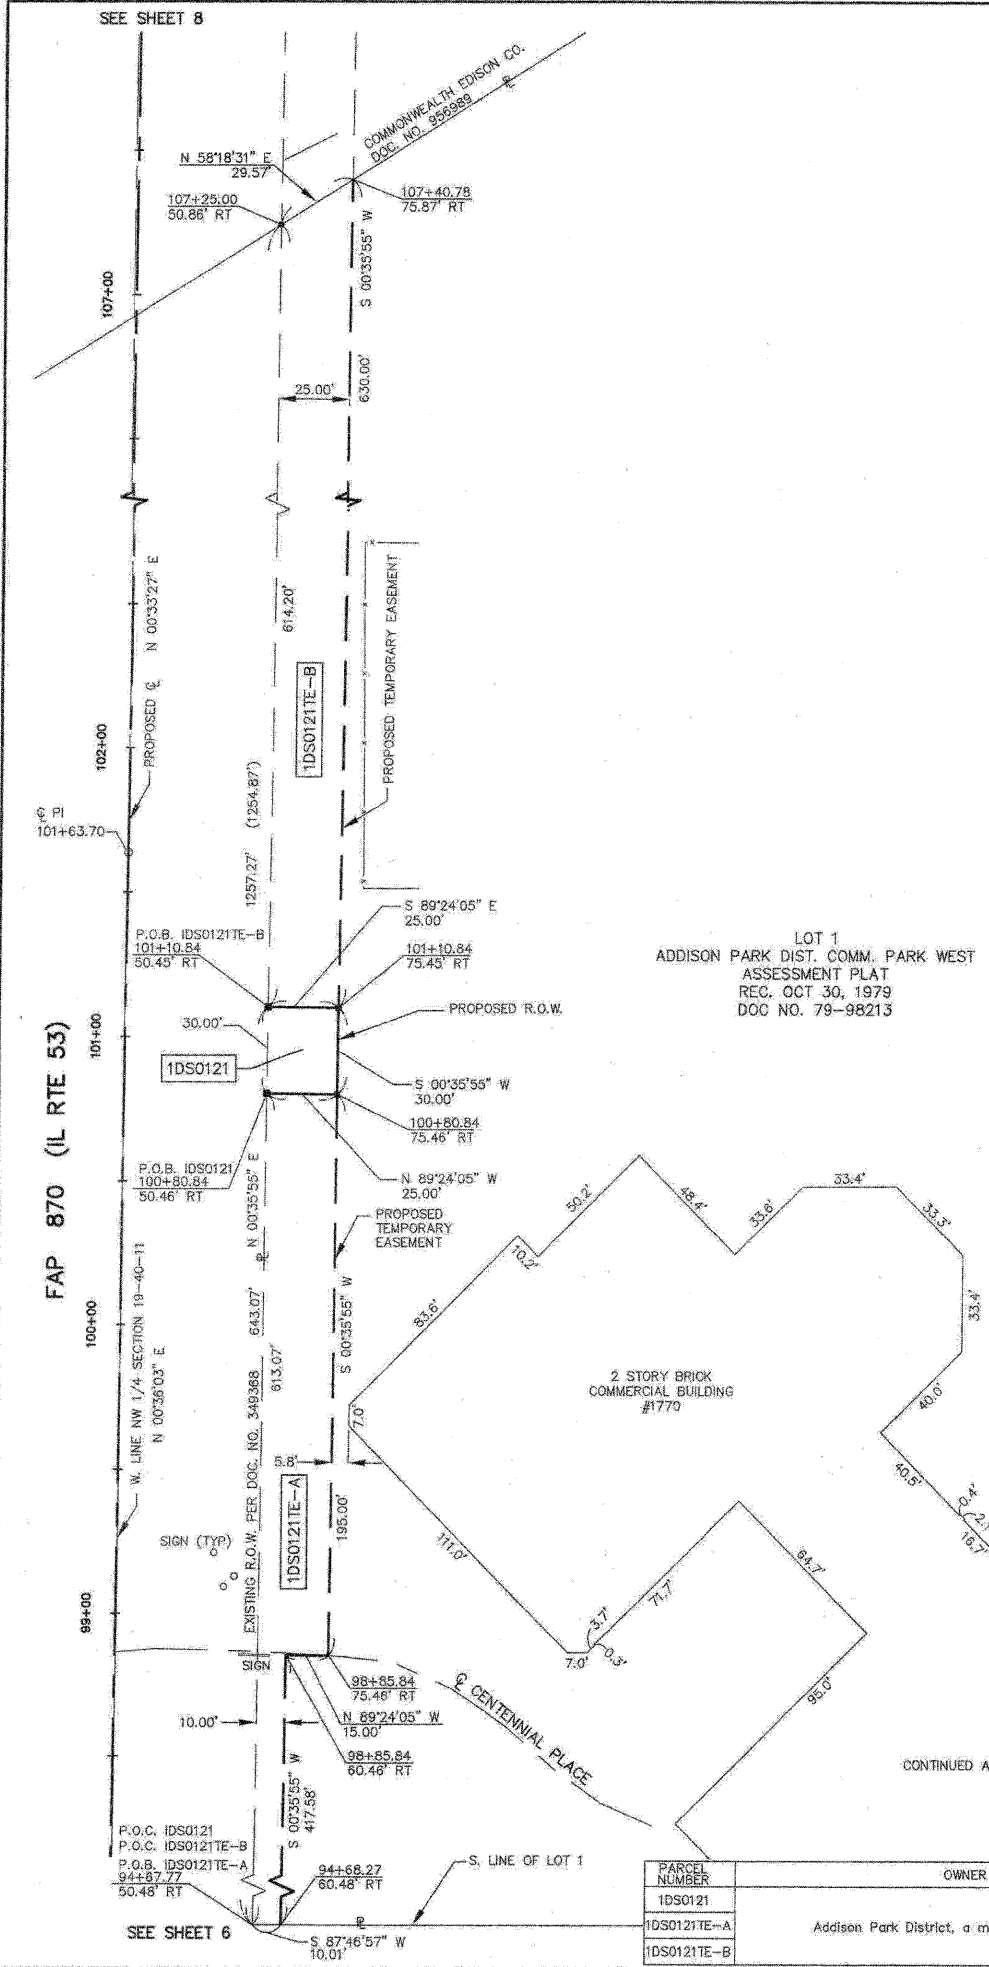 SEE SHEET 8
COMMONWEALTH EDISON CO.
DOC. NO. 956989
N 58°18'31" E
29.57'
107+25.00
50.86' RT
107+40.78
75.87' RT
S 00°35'55" W
630.00'
107+00
25.00'
PROPOSED ℄ N 00°33'27" E
614.20'
1DS0121TE-B
PROPOSED TEMPORARY EASEMENT
102+00
℄ PI
101+63.70
1257.27' (1254.87')
S 89°24'05" E
25.00'
P.O.B. IDS0121TE-B
101+10.84
50.45' RT
101+10.84
75.45' RT
LOT 1
ADDISON PARK DIST. COMM. PARK WEST
ASSESSMENT PLAT
REC. OCT 30, 1979
DOC NO. 79-98213
PROPOSED R.O.W.
30.00'
1DS0121
101+00
S 00°35'55" W
30.00'
100+80.84
75.46' RT
FAP 870 (IL RTE 53)
P.O.B. IDS0121
100+80.84
50.46' RT
N 89°24'05" W
25.00'
PROPOSED
TEMPORARY
EASEMENT
N 00°35'55" E
643.07'
613.07'
EXISTING R.O.W. PER DOC. NO. 349368
S 00°35'55" W
W. LINE NW 1/4 SECTION 19-40-11
N 00°36'03" E
100+00
50.2'
48.4'
33.6'
33.4'
33.3'
33.4'
10.2'
83.6'
2 STORY BRICK
COMMERCIAL BUILDING
#1770
40.0'
7.0'
5.8'
40.5'
0.4'
16.7'
1DS0121TE-A
195.00'
111.0'
SIGN (TYP)
64.7'
71.7'
3.7'
0.3'
7.0'
95.0'
99+00
SIGN
98+85.84
75.46' RT
N 89°24'05" W
15.00'
98+85.84
60.46' RT
10.00'
℄ CENTENNIAL PLACE
S 00°35'55" W
417.58'
CONTINUED A
P.O.C. IDS0121
P.O.C. IDS0121TE-B
P.O.B. IDS0121TE-A
94+67.77
50.48' RT
94+68.27
60.48' RT
S. LINE OF LOT 1
SEE SHEET 6
S 87°46'57" W
10.01'
PARCEL NUMBER
OWNER
1DS0121
1DS0121TE-A
Addison Park District, a m
1DS0121TE-B